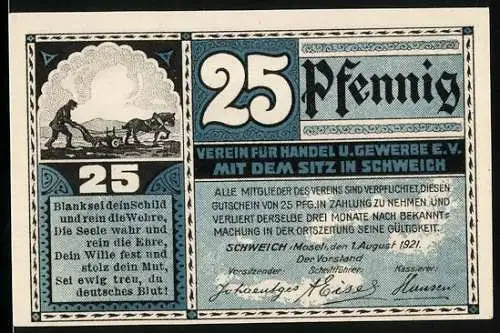 25 Pfennig
VEREIN FÜR HANDEL U. GEWERBE E.V.
MIT DEM SITZ IN SCHWEICH
ALLE MITGLIEDER DES VEREINS SIND VERPFLICHTET, DIESEN
GUTSCHEIN VON 25 PFG. IN ZAHLUNG ZU NEHMEN UND
VERLIERT DERSELBE DREI MONATE NACH BEKANNT-
MACHUNG IN DER ORTSZEITUNG SEINE GÜLTIGKEIT.
SCHWEICH (Mosel), den 1. August 1921.
Der Vorstand
Vorsitzender: Schriftführer: Kassierer:
25
Blank sei dein Schild
und rein die Wehre,
Die Seele wahr und
rein die Ehre,
Dein Wille fest und
stolz dein Mut,
Sei ewig treu, du
deutsches Blut!